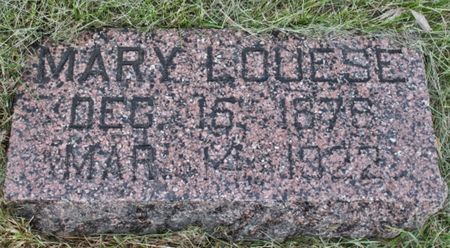 MARY LOUESE
DEC 16, 1876
MAR. 14, 1922